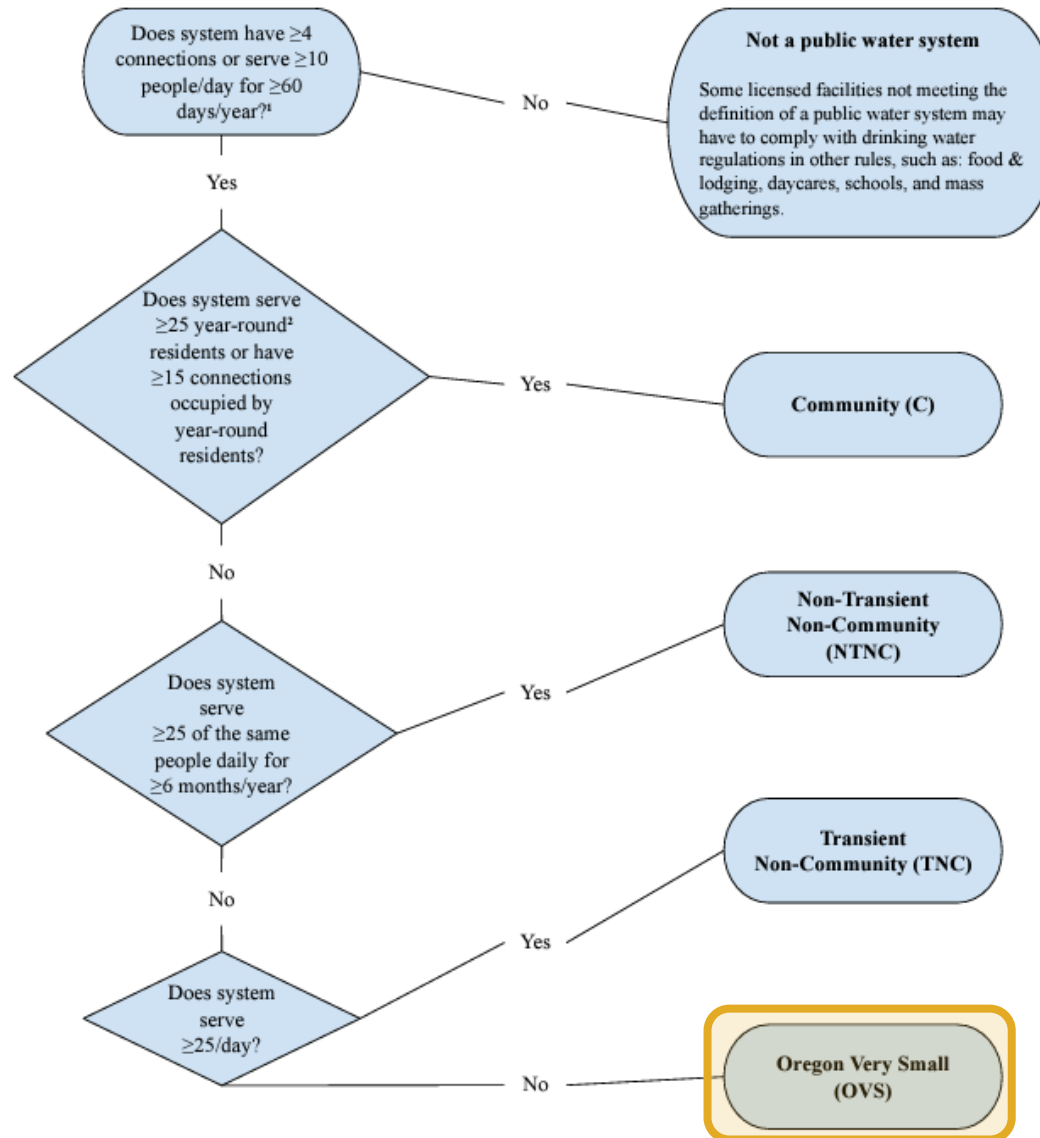 Does system have ≥4
connections or serve ≥10
people/day for ≥60
days/year?¹
No
Not a public water system
Some licensed facilities not meeting the
definition of a public water system may
have to comply with drinking water
regulations in other rules, such as: food &
lodging, daycares, schools, and mass
gatherings.
Yes
Does system serve
≥25 year-round²
residents or have
≥15 connections
occupied by
year-round
residents?
Yes
Community (C)
No
Does system
serve
≥25 of the same
people daily for
≥6 months/year?
Yes
Non-Transient
Non-Community
(NTNC)
No
Does system
serve
≥25/day?
Yes
Transient
Non-Community (TNC)
No
Oregon Very Small
(OVS)